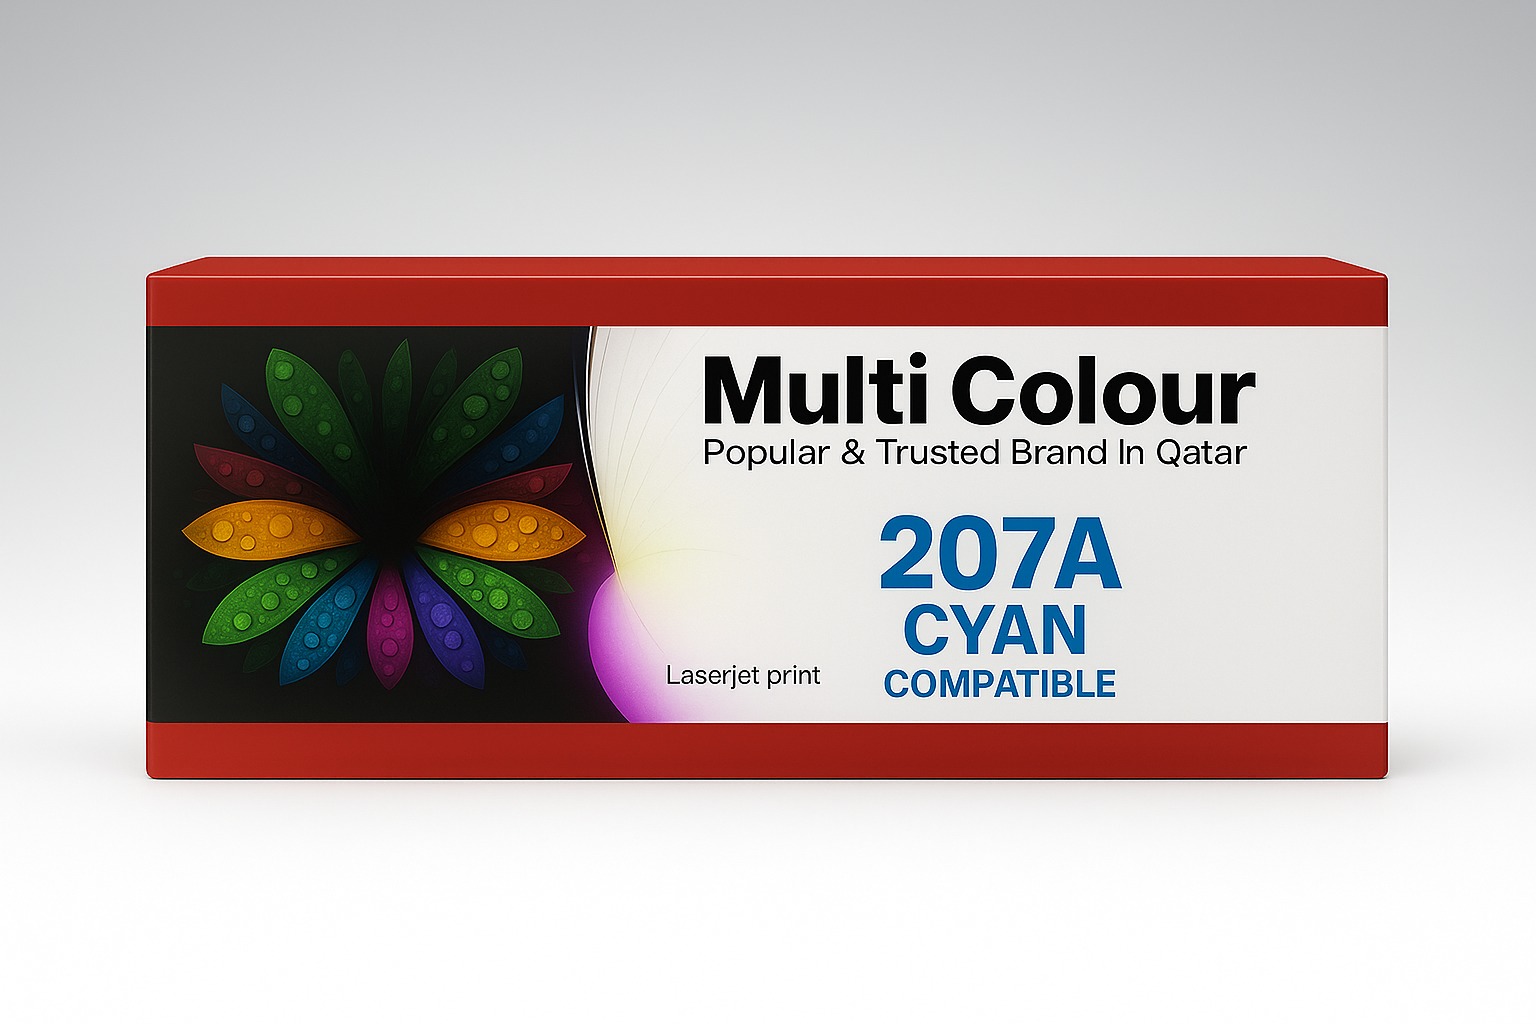 Multi Colour
Popular & Trusted Brand In Qatar
207A
CYAN
COMPATIBLE
Laserjet print